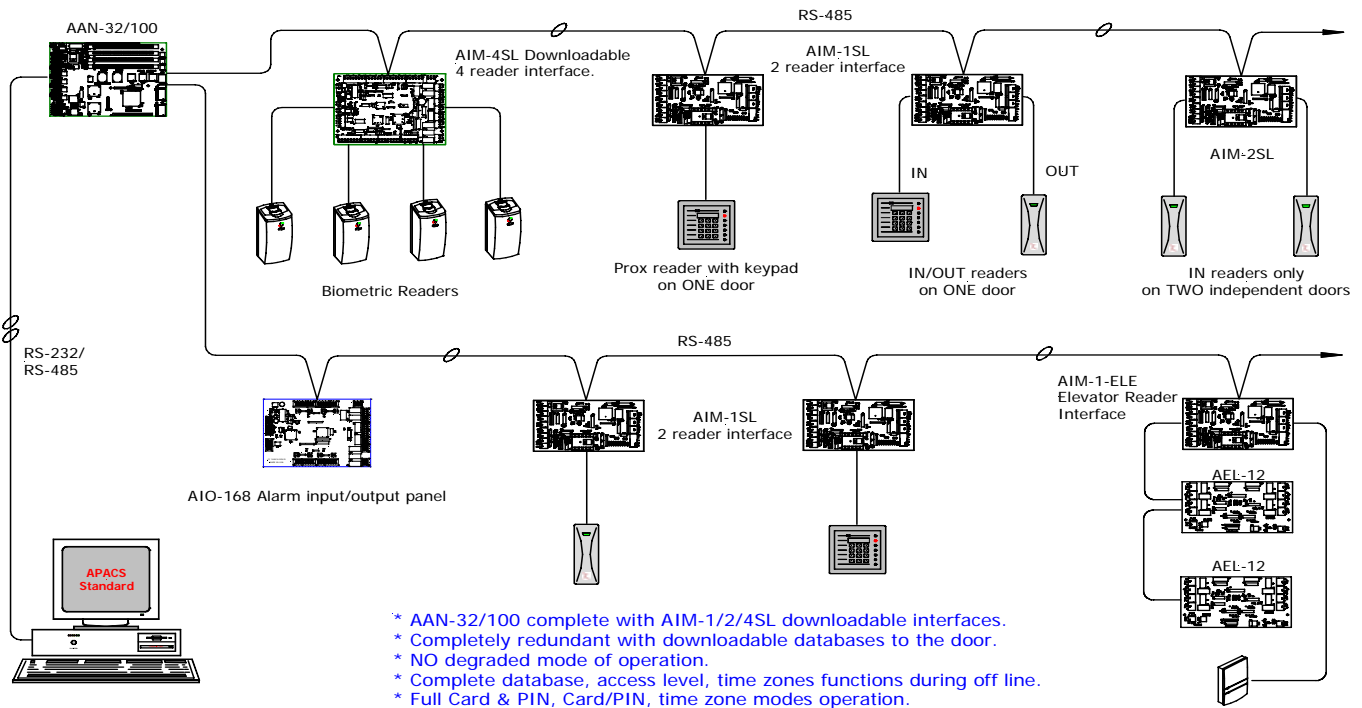 AAN-32/100
RS-485
AIM-4SL Downloadable
4 reader interface.
AIM-1SL
2 reader interface
AIM-2SL
IN
OUT
Biometric Readers
Prox reader with keypad
on ONE door
IN/OUT readers
on ONE door
IN readers only
on TWO independent doors
RS-232/
RS-485
RS-485
AIM-1SL
2 reader interface
AIM-1-ELE
Elevator Reader
Interface
AIO-168 Alarm input/output panel
AEL-12
AEL-12
APACS
Standard
* AAN-32/100 complete with AIM-1/2/4SL downloadable interfaces.
* Completely redundant with downloadable databases to the door.
* NO degraded mode of operation.
* Complete database, access level, time zones functions during off line.
* Full Card & PIN, Card/PIN, time zone modes operation.